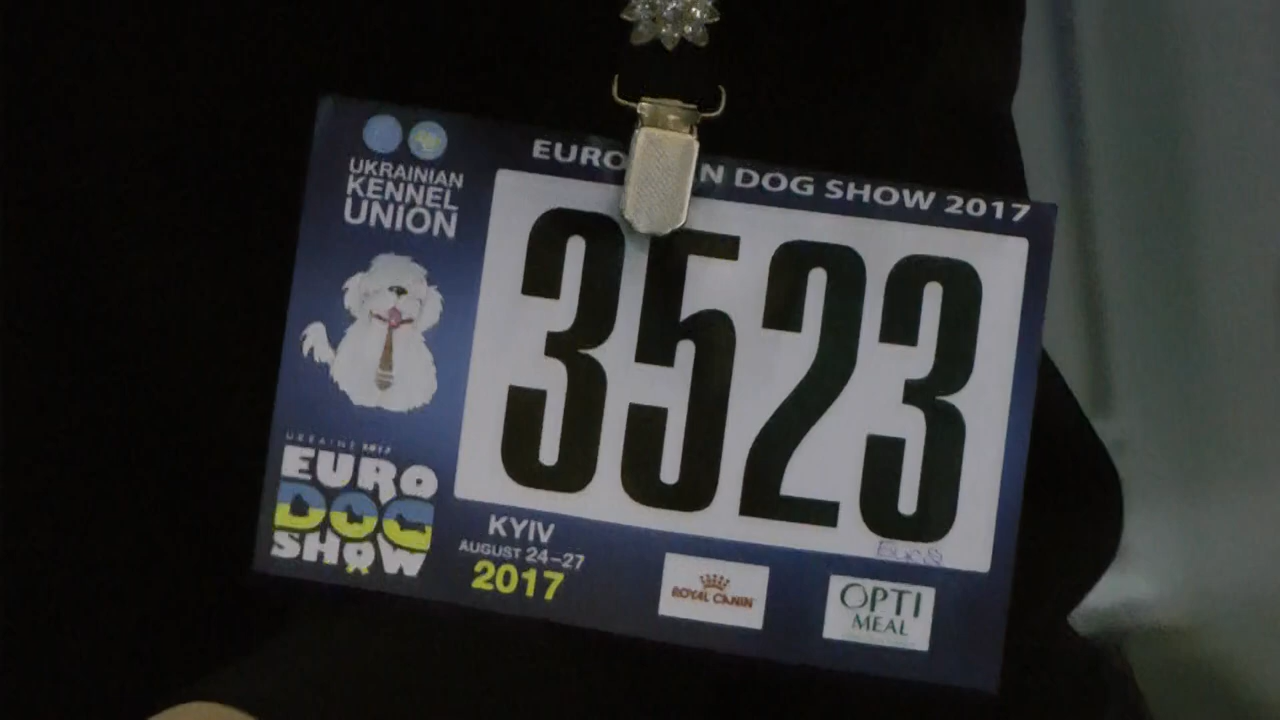 UKRAINIAN
KENNEL
UNION
EURO N DOG SHOW 2017
3523
UKRAINE 2017
EURO
DOG
SHOW
KYIV
AUGUST 24-27
2017
ROYAL CANIN
OPTI
MEAL